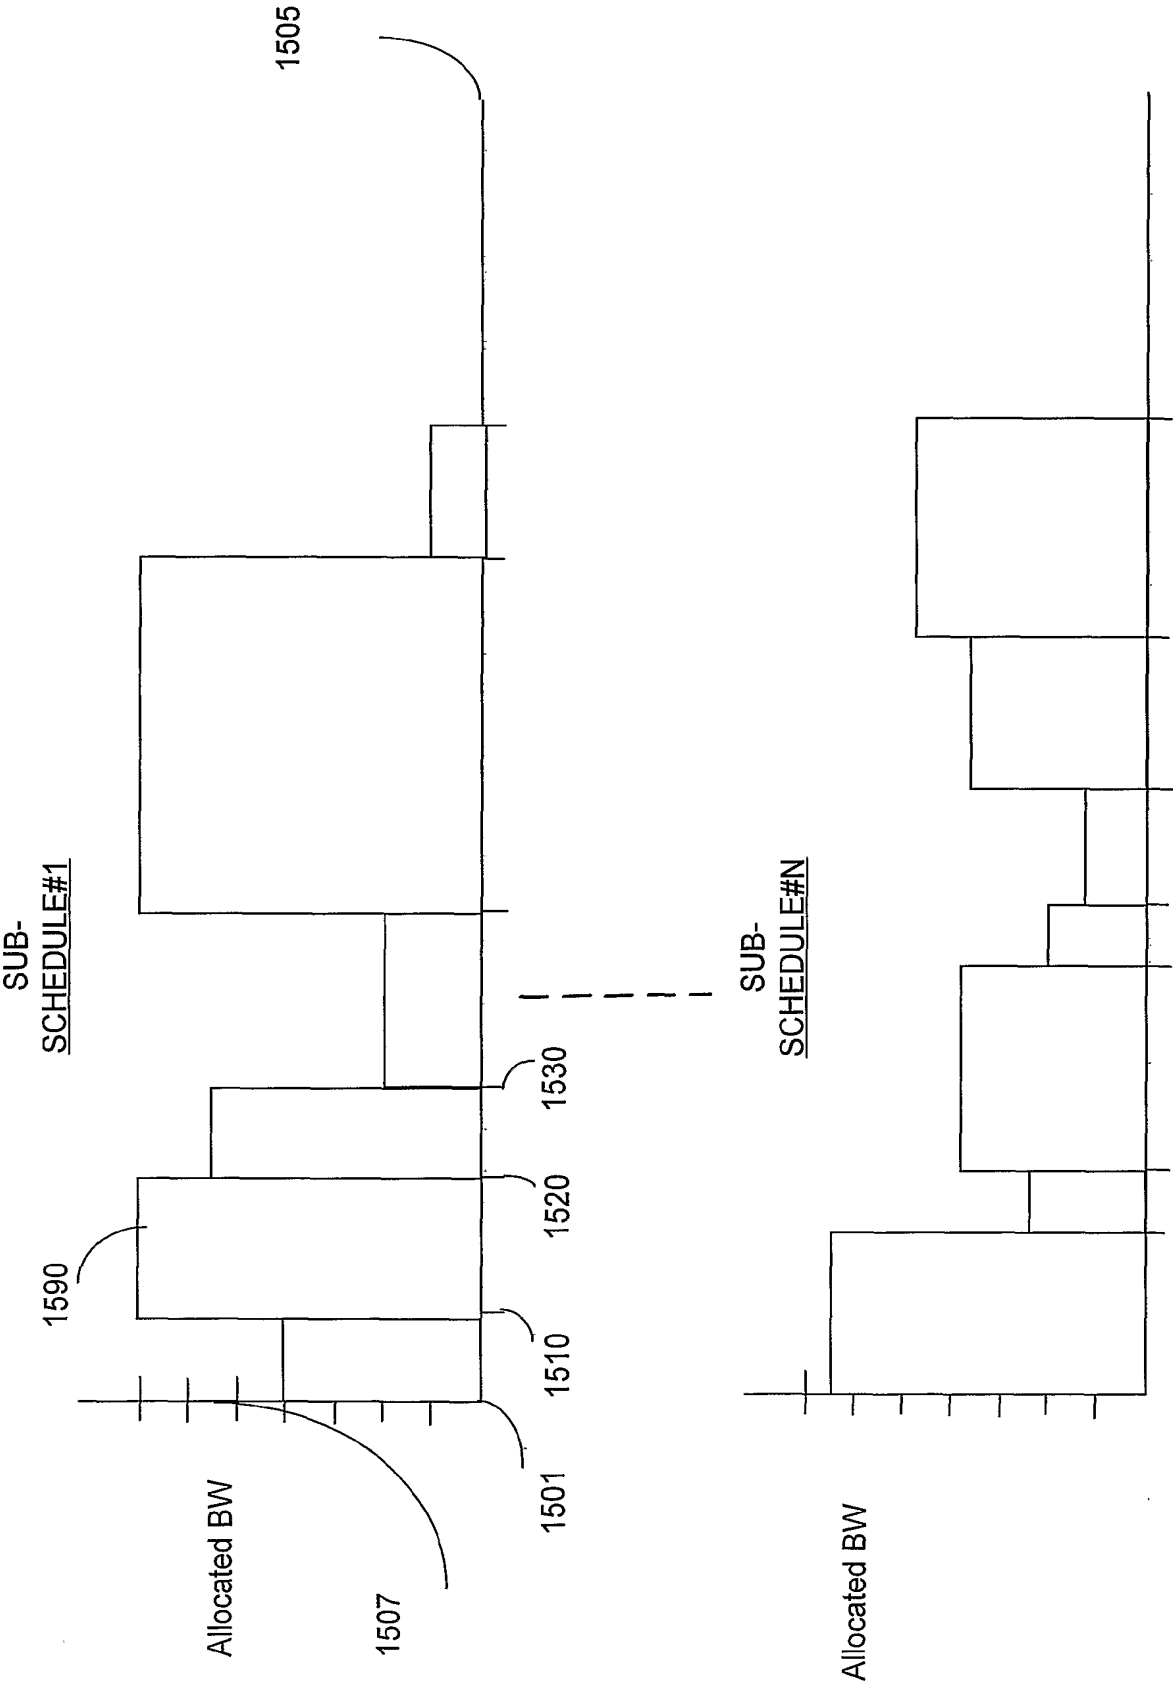 SUB-
SCHEDULE#1
1590
1505
Allocated BW
1507
1501
1510
1520
1530
SUB-
SCHEDULE#N
Allocated BW